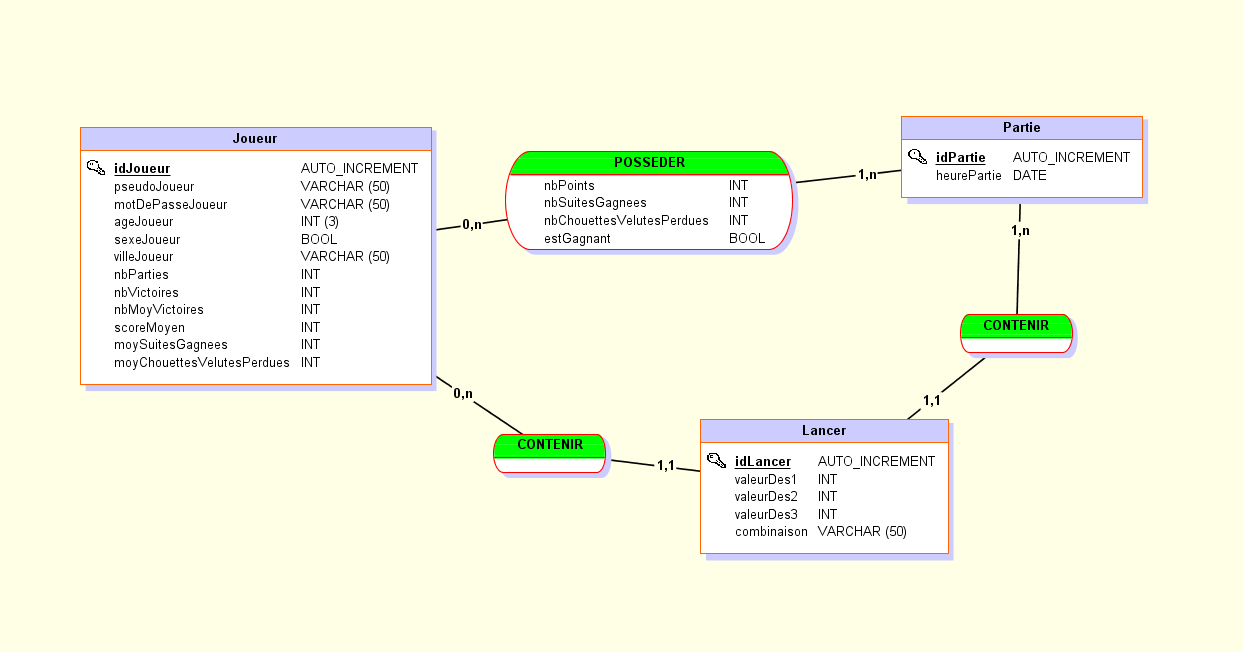 Joueur
idJoueur AUTO_INCREMENT
pseudoJoueur VARCHAR (50)
motDePasseJoueur VARCHAR (50)
ageJoueur INT (3)
sexeJoueur BOOL
villeJoueur VARCHAR (50)
nbParties INT
nbVictoires INT
nbMoyVictoires INT
scoreMoyen INT
moySuitesGagnees INT
moyChouettesVelutesPerdues INT
0,n
POSSEDER
nbPoints INT
nbSuitesGagnees INT
nbChouettesVelutesPerdues INT
estGagnant BOOL
1,n
Partie
idPartie AUTO_INCREMENT
heurePartie DATE
1,n
CONTENIR
1,1
0,n
CONTENIR
1,1
Lancer
idLancer AUTO_INCREMENT
valeurDes1 INT
valeurDes2 INT
valeurDes3 INT
combinaison VARCHAR (50)